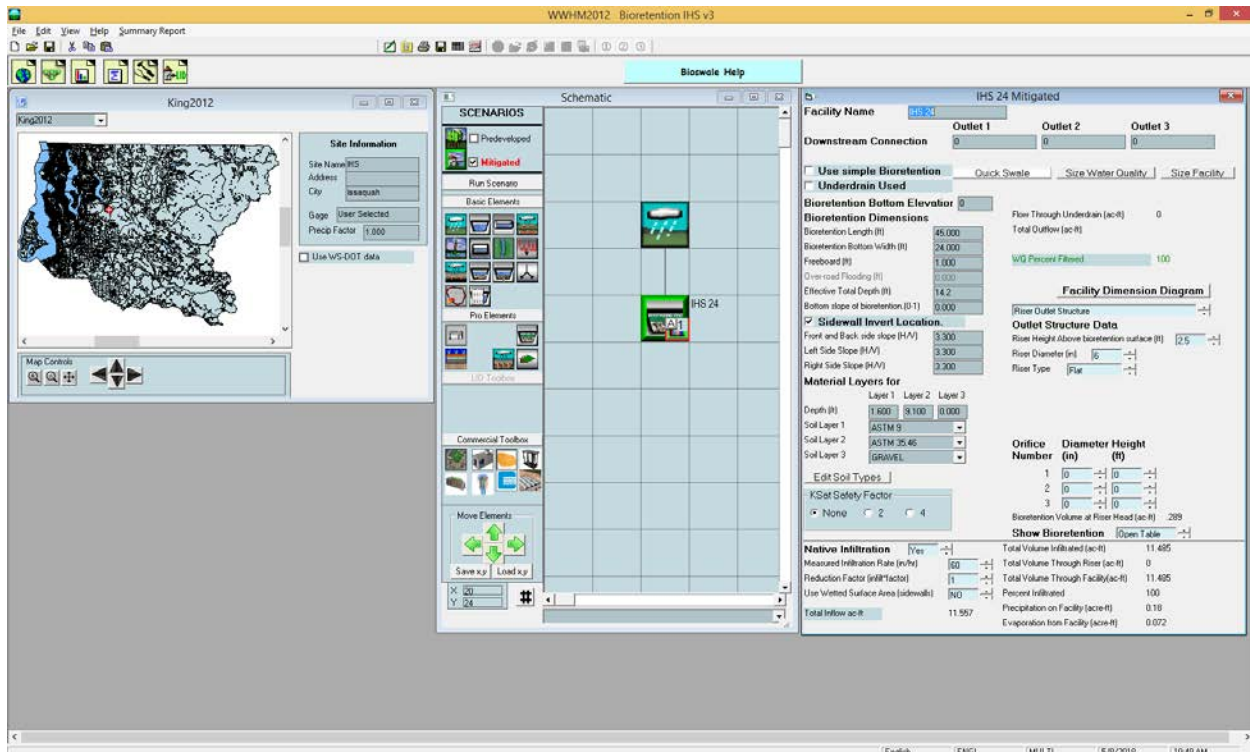 WWHM2012 Bioretention IHS v3
File Edit View Help Summary Report
Bioswale Help
King2012
King2012
Site Information
Site Name IHS
Address
City Issaquah
Gage User Selected
Precip Factor 1.000
Use WS-DOT data
Map Controls
Schematic
SCENARIOS
Predeveloped
Mitigated
Run Scenario
Basic Elements
Pro Elements
LID Toolbox
Commercial Toolbox
Move Elements
Save x,y Load x,y
X 20
Y 24
IHS 24
A 1
IHS 24 Mitigated
Facility Name IHS 24
Outlet 1 Outlet 2 Outlet 3
Downstream Connection 0 0 0
Use simple Bioretention Quick Swale Size Water Quality Size Facility
Underdrain Used
Bioretention Bottom Elevation 0
Bioretention Dimensions
Bioretention Length (ft) 45.000
Bioretention Bottom Width (ft) 24.000
Freeboard (ft) 1.000
Over-road Flooding (ft) 0.000
Effective Total Depth (ft) 14.2
Bottom slope of bioretention.(0-1) 0.000
Sidewall Invert Location.
Front and Back side slope (H/V) 3.300
Left Side Slope (H/V) 3.300
Right Side Slope (H/V) 3.300
Material Layers for
Layer 1 Layer 2 Layer 3
Depth (ft) 1.600 9.100 0.000
Soil Layer 1 ASTM 9
Soil Layer 2 ASTM 35.46
Soil Layer 3 GRAVEL
Edit Soil Types
KSat Safety Factor
None 2 4
Flow Through Underdrain (ac-ft) 0
Total Outflow (ac-ft)
WQ Percent Filtered 100
Facility Dimension Diagram
Riser Outlet Structure
Outlet Structure Data
Riser Height Above bioretention surface (ft) 2.5
Riser Diameter (in) 6
Riser Type Flat
Orifice Diameter Height
Number (in) (ft)
1 0 0
2 0 0
3 0 0
Bioretention Volume at Riser Head (ac-ft) .289
Show Bioretention Open Table
Native Infiltration Yes
Measured Infiltration Rate (in/hr) 60
Reduction Factor (infilt*factor) 1
Use Wetted Surface Area (sidewalls) NO
Total Inflow ac-ft 11.557
Total Volume Infiltrated (ac-ft) 11.485
Total Volume Through Riser (ac-ft) 0
Total Volume Through Facility(ac-ft) 11.485
Percent Infiltrated 100
Precipitation on Facility (acre-ft) 0.18
Evaporation from Facility (acre-ft) 0.072